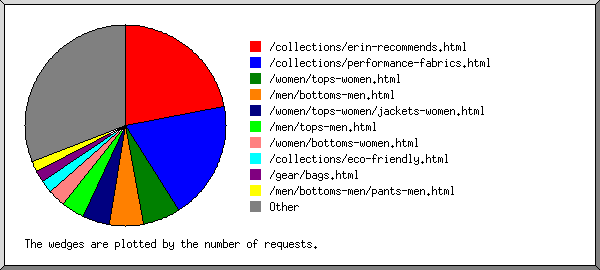 /collections/erin-recommends.html
/collections/performance-fabrics.html
/women/tops-women.html
/men/bottoms-men.html
/women/tops-women/jackets-women.html
/men/tops-men.html
/women/bottoms-women.html
/collections/eco-friendly.html
/gear/bags.html
/men/bottoms-men/pants-men.html
Other
The wedges are plotted by the number of requests.